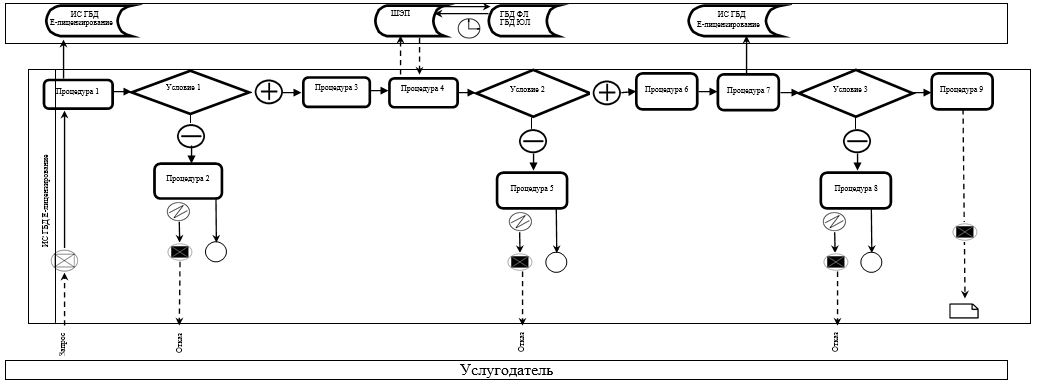 ИС ГБД
Е-лицензирование
ШЭП
ГБД ФЛ
ГБД ЮЛ
ИС ГБД
Е-лицензирование
Процедура 1
Условие 1
Процедура 3
Процедура 4
Условие 2
Процедура 6
Процедура 7
Условие 3
Процедура 9
Процедура 2
Процедура 5
Процедура 8
ИС ГБД Е-лицензирование
Запрос
Отказ
Отказ
Отказ
Услугодатель